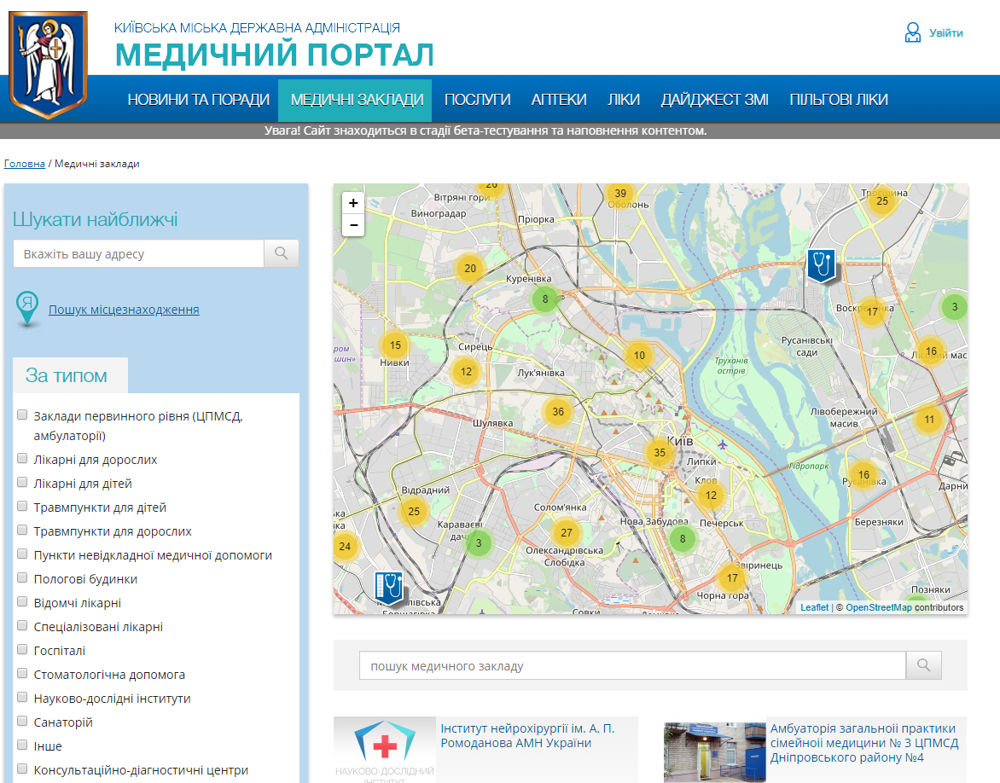 КИЇВСЬКА МІСЬКА ДЕРЖАВНА АДМІНІСТРАЦІЯ
МЕДИЧНИЙ ПОРТАЛ
Увійти
НОВИНИ ТА ПОРАДИ МЕДИЧНІ ЗАКЛАДИ ПОСЛУГИ АПТЕКИ ЛІКИ ДАЙДЖЕСТ ЗМІ ПІЛЬГОВІ ЛІКИ
Увага! Сайт знаходиться в стадії бета-тестування та наповнення контентом.
Головна / Медичні заклади
Шукати найближчі
Вкажіть вашу адресу
Я
Пошук місцезнаходження
За типом
Заклади первинного рівня (ЦПМСД,
амбулаторії)
Лікарні для дорослих
Лікарні для дітей
Травмпункти для дітей
Травмпункти для дорослих
Пункти невідкладної медичної допомоги
Пологові будинки
Відомчі лікарні
Спеціалізовані лікарні
Госпіталі
Стоматологічна допомога
Науково-дослідні інститути
Санаторій
Інше
Консультаційно-діагностичні центри
+
−
26
39
25
Вітряні гори
Оболонь
Троєщина
Виноградар
Пріорка
20
Куренівка
8
17
3
15
Нивки
Сирець
12
Лук'янівка
10
Труханів
острів
Русанівські
сади
16
36
Шулявка
Лівобережний
масив
11
Київ
35
Липки
Гідропарк
16
Русанівка
Відрадний
12
25
Солом'янка
Нова Забудова
Печерськ
Березняки
Караваєві
дачі
3
27
8
24
Олександрівська
Слобідка
17
Звіринець
Чорна гора
Позняки
Совки
Leaflet | © OpenStreetMap contributors
пошук медичного закладу
НАУКОВО-ДОСЛІДНИЙ
ІНСТИТУТ
Інститут нейрохірургії ім. А. П.
Ромоданова АМН України
Амбуаторія загальноіі практики
сімейноіі медицини № 3 ЦПМСД
Дніпровського району №4